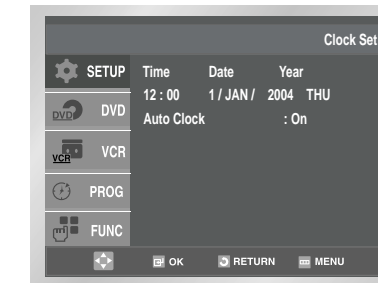 Clock Set
SETUP
Time Date Year
12 : 00 1 / JAN / 2004 THU
DVD DVD
Auto Clock : On
VCR VCR
PROG
FUNC
OK RETURN MENU